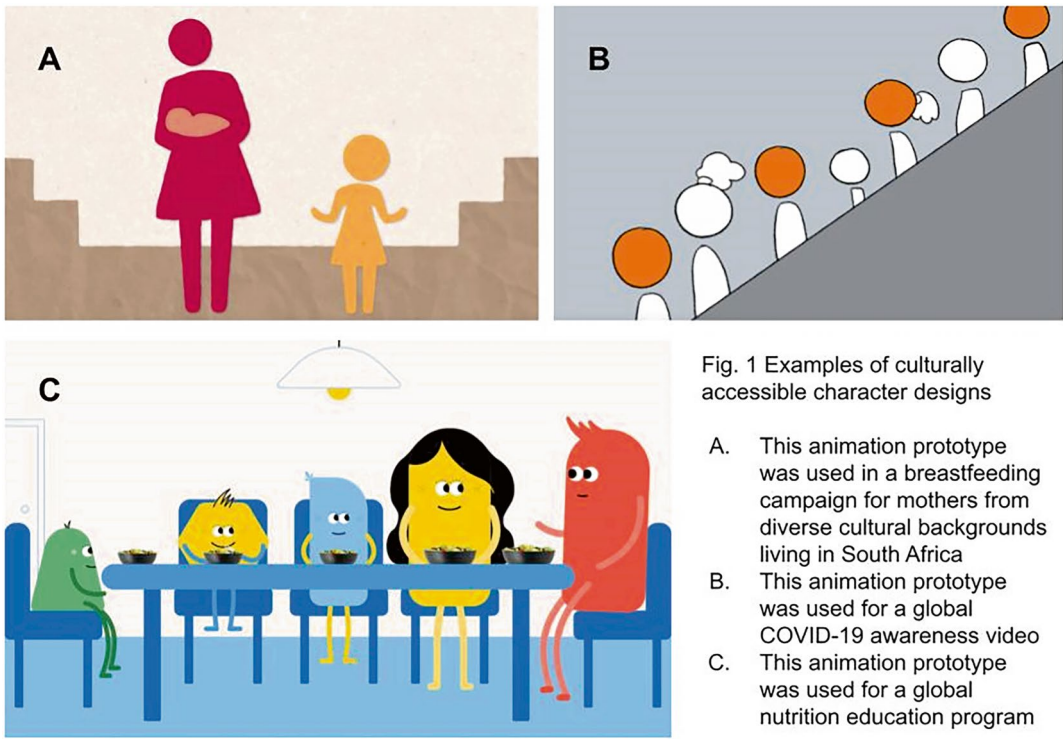 A
B
C
Fig. 1 Examples of culturally
accessible character designs
A. This animation prototype
was used in a breastfeeding
campaign for mothers from
diverse cultural backgrounds
living in South Africa
B. This animation prototype
was used for a global
COVID-19 awareness video
C. This animation prototype
was used for a global
nutrition education program